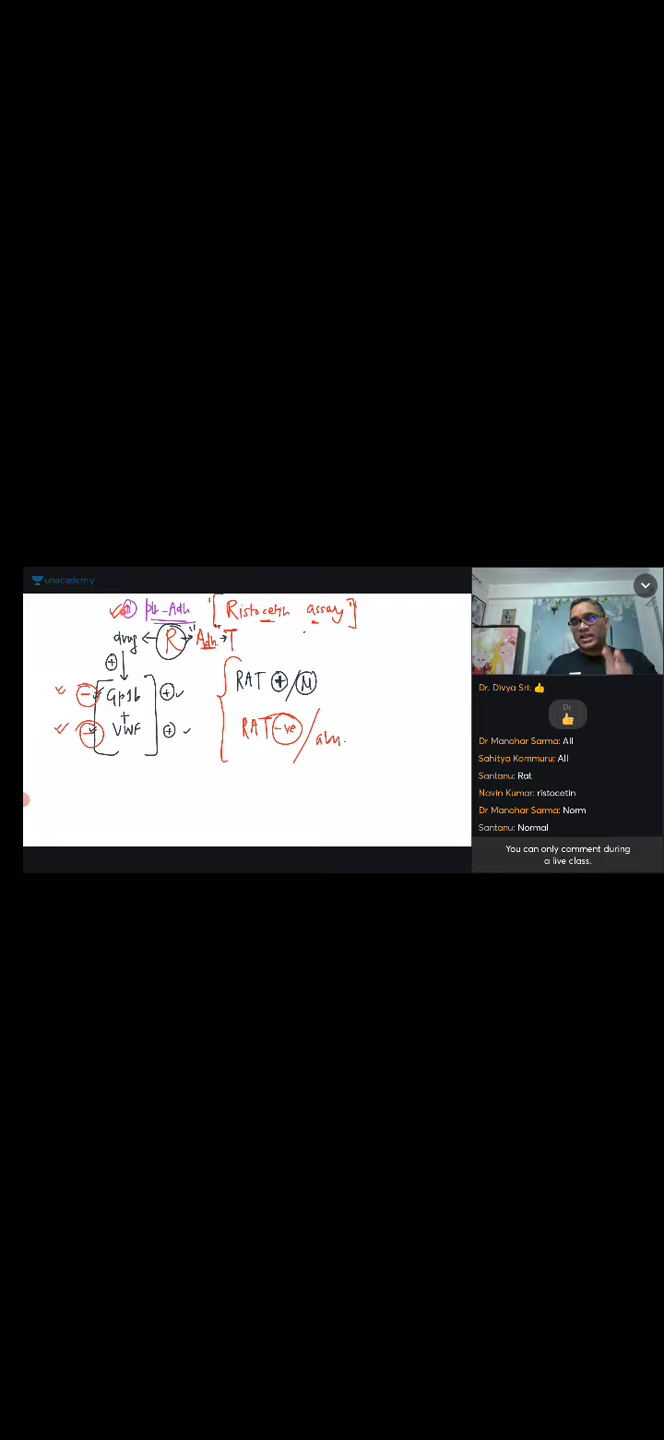 unacademy
① plt-Adh "[Ristocetin assay"]
drug ← R → "Adh" → T
+
- Gp1b + ✓
+
- VWF + ✓
RAT + / N
RAT -ve / abn.
Dr. Divya Sri: 👍
Dr
👍
Dr Manohar Sarma: All
Sahitya Kommuru: All
Santanu: Rat
Navin Kumar: ristocetin
Dr Manohar Sarma: Norm
Santanu: Normal
You can only comment during
a live class.